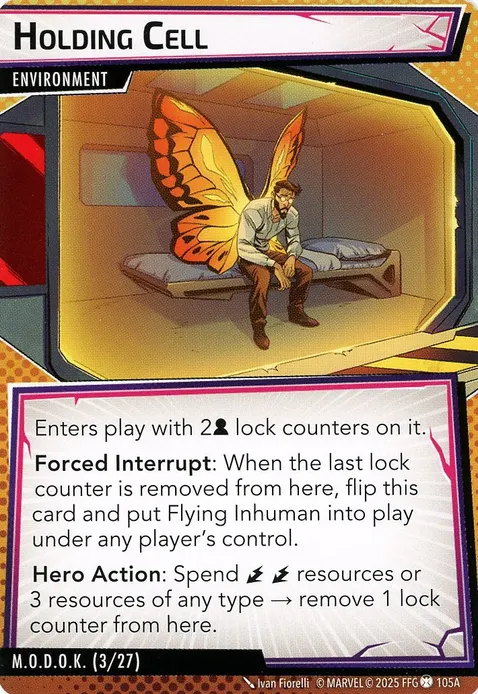 Holding Cell
ENVIRONMENT
Enters play with 2 lock counters on it.
Forced Interrupt: When the last lock
counter is removed from here, flip this
card and put Flying Inhuman into play
under any player's control.
Hero Action: Spend resources or
3 resources of any type → remove 1 lock
counter from here.
M.O.D.O.K. (3/27)
Ivan Fiorelli © MARVEL © 2025 FFG 105A